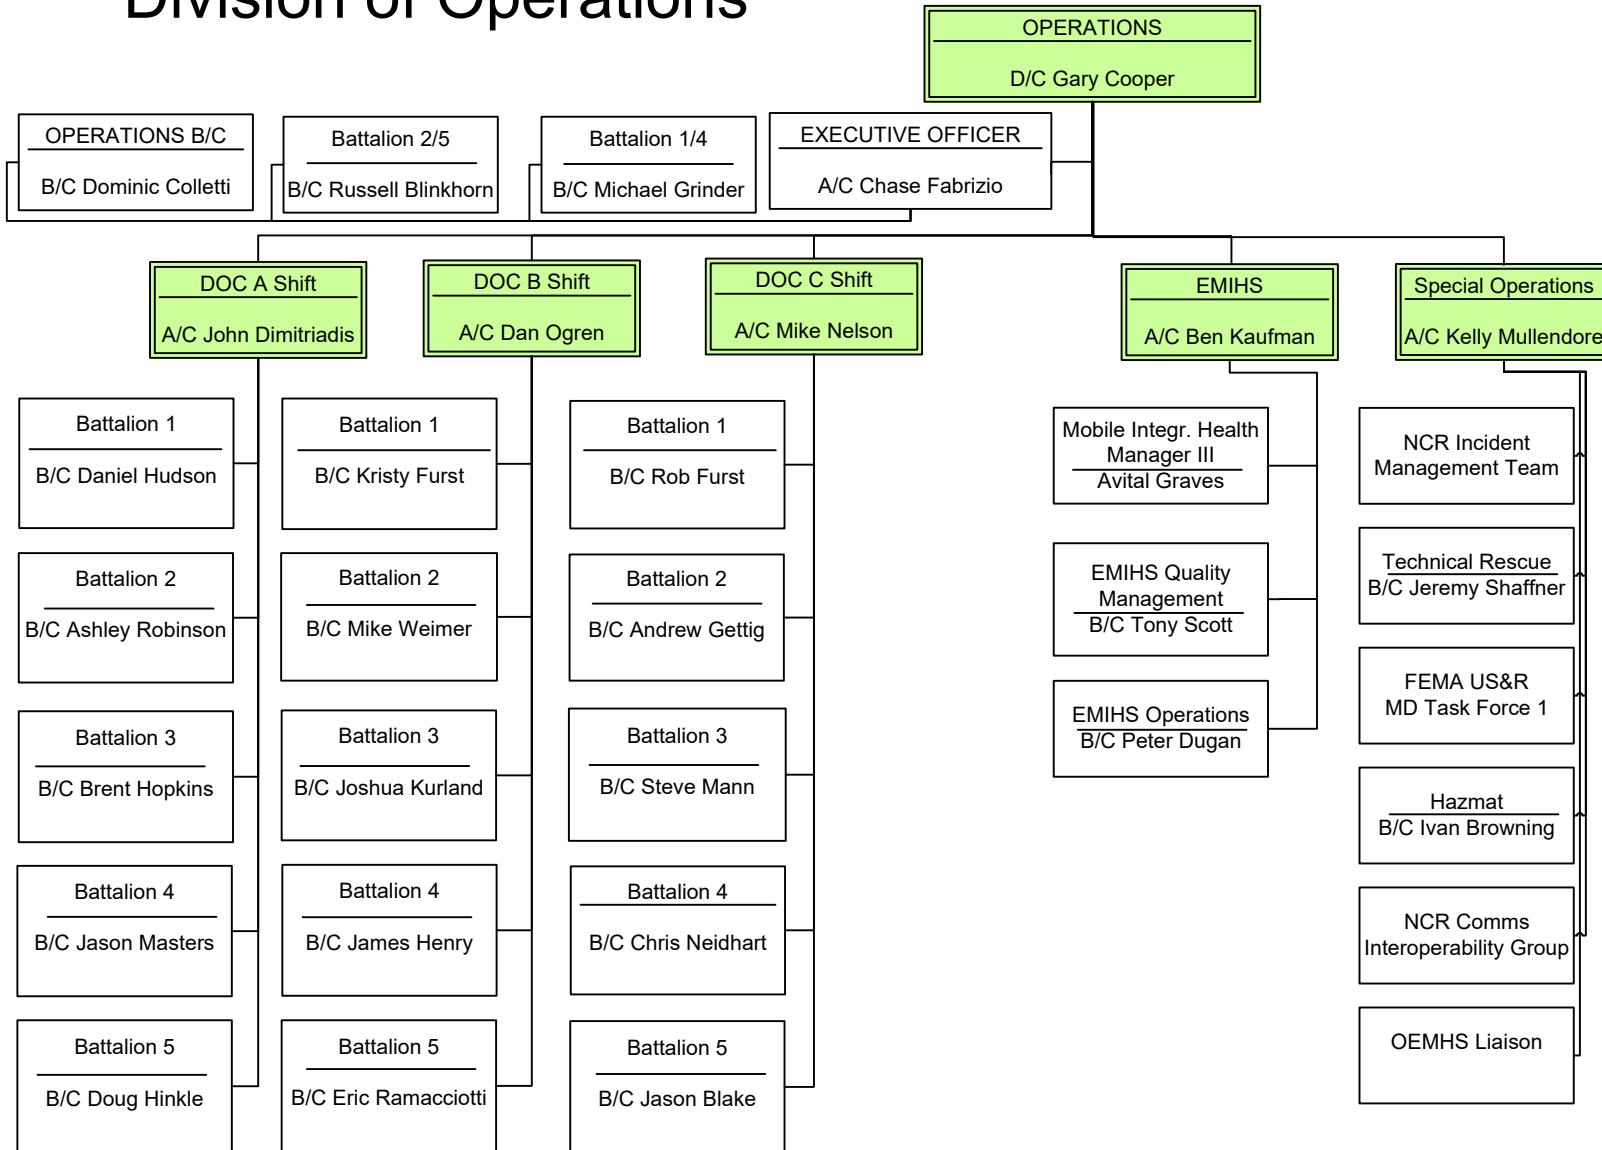 Division of Operations
OPERATIONS
D/C Gary Cooper
OPERATIONS B/C
B/C Dominic Colletti
Battalion 2/5
B/C Russell Blinkhorn
Battalion 1/4
B/C Michael Grinder
EXECUTIVE OFFICER
A/C Chase Fabrizio
DOC A Shift
A/C John Dimitriadis
DOC B Shift
A/C Dan Ogren
DOC C Shift
A/C Mike Nelson
EMIHS
A/C Ben Kaufman
Special Operations
A/C Kelly Mullendore
Battalion 1
B/C Daniel Hudson
Battalion 2
B/C Ashley Robinson
Battalion 3
B/C Brent Hopkins
Battalion 4
B/C Jason Masters
Battalion 5
B/C Doug Hinkle
Battalion 1
B/C Kristy Furst
Battalion 2
B/C Mike Weimer
Battalion 3
B/C Joshua Kurland
Battalion 4
B/C James Henry
Battalion 5
B/C Eric Ramacciotti
Battalion 1
B/C Rob Furst
Battalion 2
B/C Andrew Gettig
Battalion 3
B/C Steve Mann
Battalion 4
B/C Chris Neidhart
Battalion 5
B/C Jason Blake
Mobile Integr. Health
Manager III
Avital Graves
EMIHS Quality
Management
B/C Tony Scott
EMIHS Operations
B/C Peter Dugan
NCR Incident
Management Team
Technical Rescue
B/C Jeremy Shaffner
FEMA US&R
MD Task Force 1
Hazmat
B/C Ivan Browning
NCR Comms
Interoperability Group
OEMHS Liaison